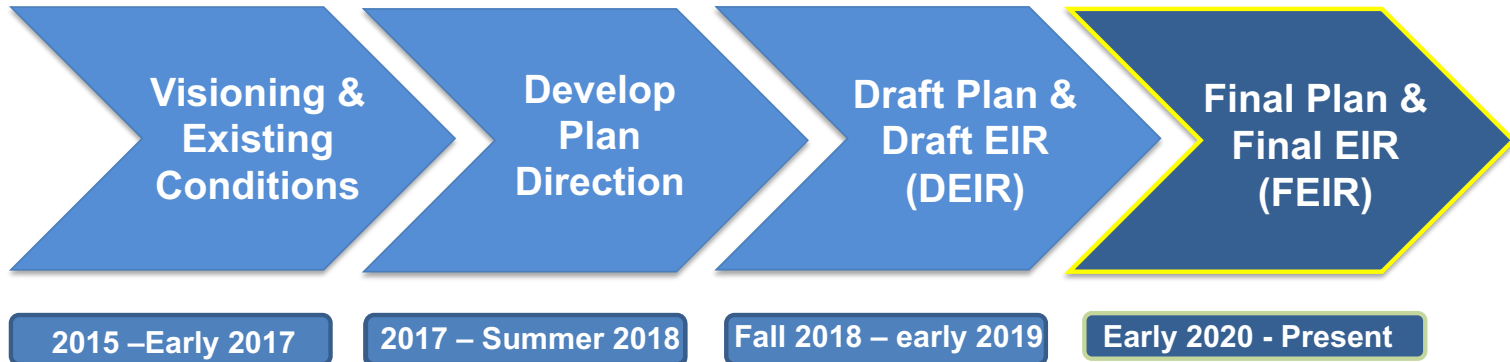 Visioning &
Existing
Conditions
Develop
Plan
Direction
Draft Plan &
Draft EIR
(DEIR)
Final Plan &
Final EIR
(FEIR)
2015 –Early 2017
2017 – Summer 2018
Fall 2018 – early 2019
Early 2020 - Present